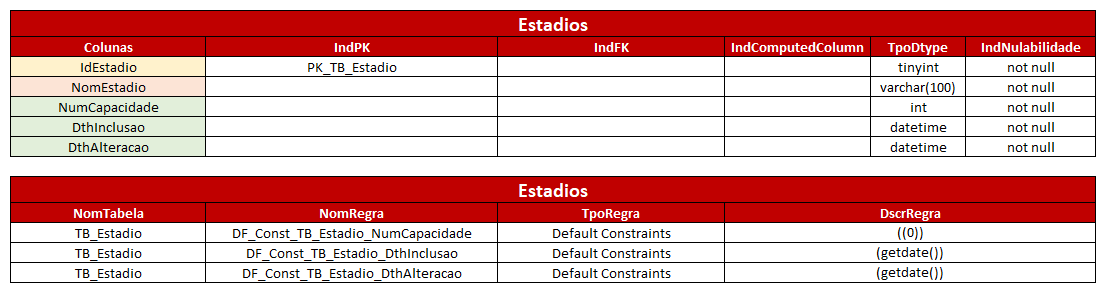 Estadios
Colunas IndPK IndFK IndComputedColumn TpoDtype IndNulabilidade
IdEstadio PK_TB_Estadio tinyint not null
NomEstadio varchar(100) not null
NumCapacidade int not null
DthInclusao datetime not null
DthAlteracao datetime not null
Estadios
NomTabela NomRegra TpoRegra DscrRegra
TB_Estadio DF_Const_TB_Estadio_NumCapacidade Default Constraints ((0))
TB_Estadio DF_Const_TB_Estadio_DthInclusao Default Constraints (getdate())
TB_Estadio DF_Const_TB_Estadio_DthAlteracao Default Constraints (getdate())